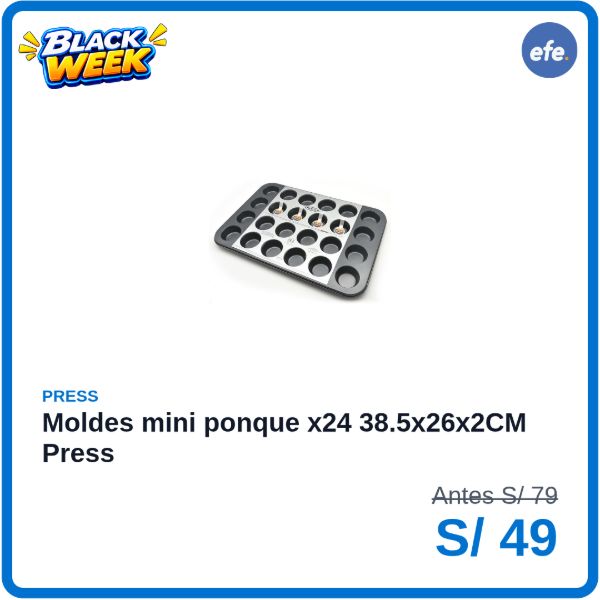 BLACK
WEEK
efe.
PRESS
Moldes mini ponque x24 38.5x26x2CM
Press
Antes S/ 79
S/ 49